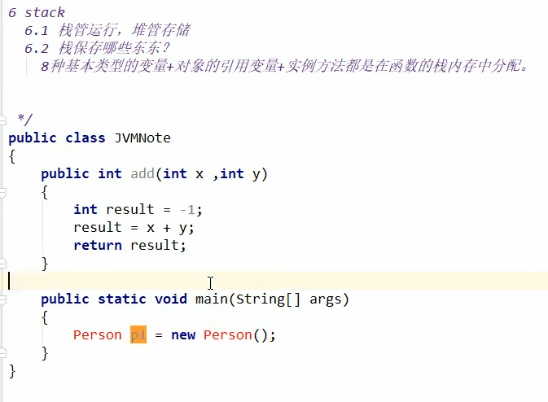 6 stack
6.1 栈管运行，堆管存储
6.2 栈保存哪些东东？
8种基本类型的变量+对象的引用变量+实例方法都是在函数的栈内存中分配。
*/
public class JVMNote
{
public int add(int x ,int y)
{
int result = -1;
result = x + y;
return result;
}
public static void main(String[] args)
{
Person p1 = new Person();
}
}